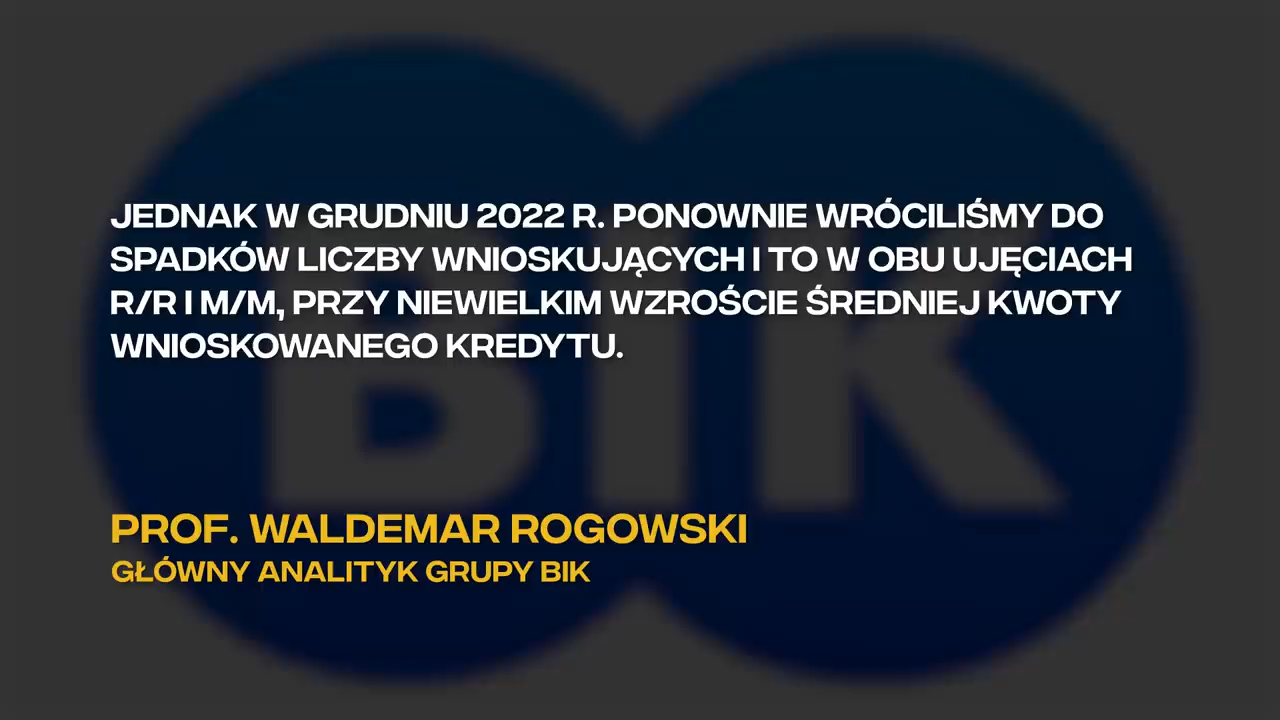 JEDNAK W GRUDNIU 2022 R. PONOWNIE WRÓCILIŚMY DO
SPADKÓW LICZBY WNIOSKUJĄCYCH I TO W OBU UJĘCIACH
R/R I M/M, PRZY NIEWIELKIM WZROŚCIE ŚREDNIEJ KWOTY
WNIOSKOWANEGO KREDYTU.
BIK
PROF. WALDEMAR ROGOWSKI
GŁÓWNY ANALITYK GRUPY BIK